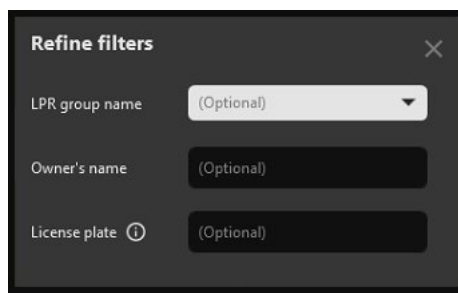 Refine filters
LPR group name (Optional)
Owner's name (Optional)
License plate (Optional)